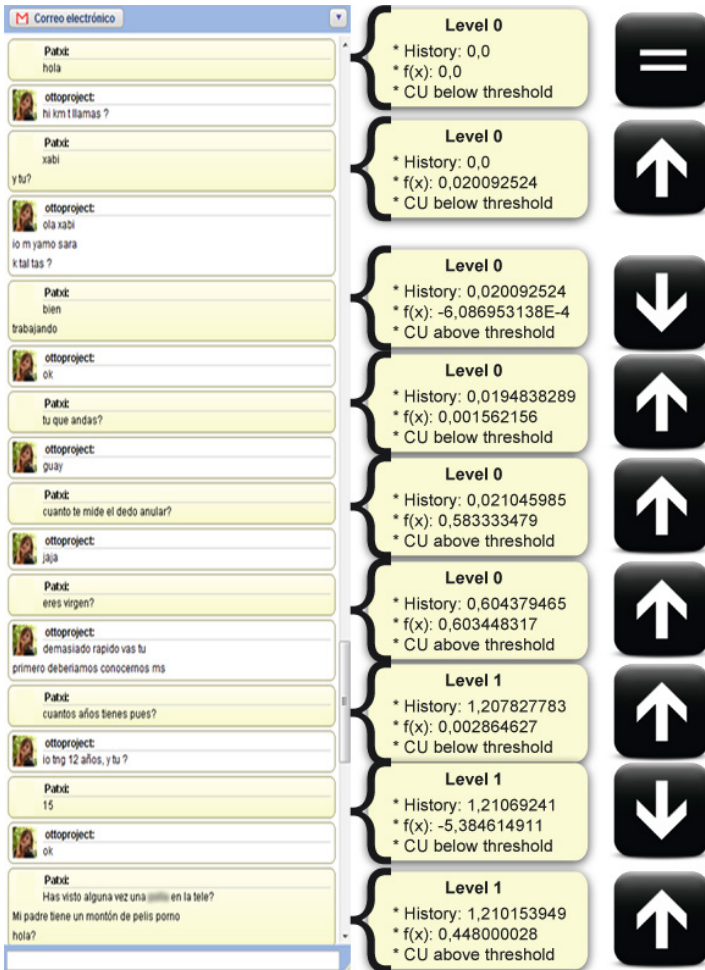 Correo electrónico
Patxi:
hola
Level 0
* History: 0,0
* f(x): 0,0
* CU below threshold
ottoproject:
hi km t llamas ?
Patxi:
xabi
y tu?
Level 0
* History: 0,0
* f(x): 0,020092524
* CU below threshold
ottoproject:
ola xabi
io m yamo sara
k tal tas ?
Patxi:
bien
trabajando
Level 0
* History: 0,020092524
* f(x): -6,086953138E-4
* CU above threshold
ottoproject:
ok
Patxi:
tu que andas?
Level 0
* History: 0,0194838289
* f(x): 0,001562156
* CU below threshold
ottoproject:
guay
Patxi:
cuanto te mide el dedo anular?
Level 0
* History: 0,021045985
* f(x): 0,583333479
* CU above threshold
ottoproject:
jaja
Patxi:
eres virgen?
Level 0
* History: 0,604379465
* f(x): 0,603448317
* CU above threshold
ottoproject:
demasiado rapido vas tu
primero deberiamos conocernos ms
Patxi:
cuantos años tienes pues?
Level 1
* History: 1,207827783
* f(x): 0,002864627
* CU below threshold
ottoproject:
io tng 12 años, y tu ?
Patxi:
15
Level 1
* History: 1,21069241
* f(x): -5,384614911
* CU below threshold
ottoproject:
ok
Patxi:
Has visto alguna vez una en la tele?
Mi padre tiene un montón de pelis porno
hola?
Level 1
* History: 1,210153949
* f(x): 0,448000028
* CU above threshold